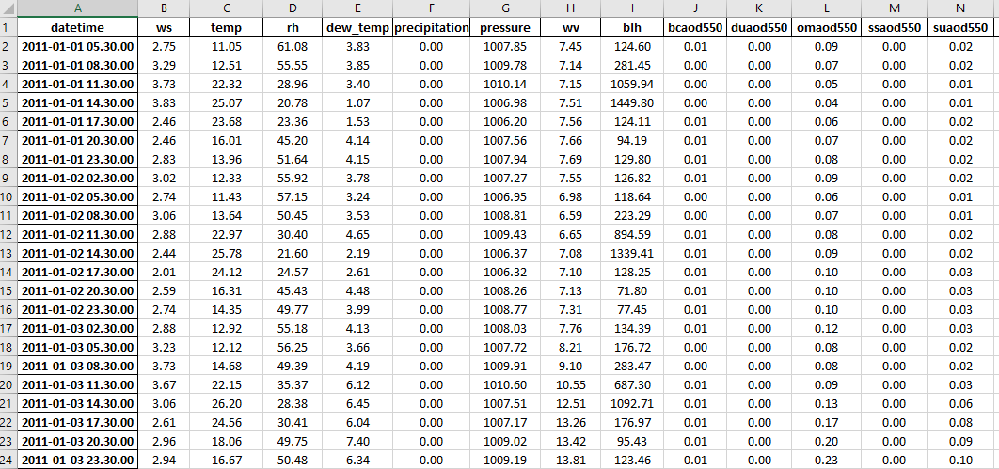 A B C D E F G H I J K L M N
1 datetime ws temp rh dew_temp precipitation pressure wv blh bcaod550 duaod550 omaod550 ssaod550 suaod550
2 2011-01-01 05.30.00 2.75 11.05 61.08 3.83 0.00 1007.85 7.45 124.60 0.01 0.00 0.09 0.00 0.02
3 2011-01-01 08.30.00 3.29 12.51 55.55 3.85 0.00 1009.78 7.14 281.45 0.00 0.00 0.07 0.00 0.02
4 2011-01-01 11.30.00 3.73 22.32 28.96 3.40 0.00 1010.14 7.15 1059.94 0.00 0.00 0.05 0.00 0.01
5 2011-01-01 14.30.00 3.83 25.07 20.78 1.07 0.00 1006.98 7.51 1449.80 0.00 0.00 0.04 0.00 0.01
6 2011-01-01 17.30.00 2.46 23.68 23.36 1.53 0.00 1006.20 7.56 124.11 0.01 0.00 0.06 0.00 0.02
7 2011-01-01 20.30.00 2.46 16.01 45.20 4.14 0.00 1007.56 7.66 94.19 0.01 0.00 0.07 0.00 0.02
8 2011-01-01 23.30.00 2.83 13.96 51.64 4.15 0.00 1007.94 7.69 129.80 0.01 0.00 0.08 0.00 0.02
9 2011-01-02 02.30.00 3.02 12.33 55.92 3.78 0.00 1007.27 7.55 126.82 0.01 0.00 0.09 0.00 0.02
10 2011-01-02 05.30.00 2.74 11.43 57.15 3.24 0.00 1006.95 6.98 118.64 0.00 0.00 0.06 0.00 0.01
11 2011-01-02 08.30.00 3.06 13.64 50.45 3.53 0.00 1008.81 6.59 223.29 0.00 0.00 0.07 0.00 0.01
12 2011-01-02 11.30.00 2.88 22.97 30.40 4.65 0.00 1009.43 6.65 894.59 0.01 0.00 0.08 0.00 0.02
13 2011-01-02 14.30.00 2.44 25.78 21.60 2.19 0.00 1006.37 7.08 1339.41 0.01 0.00 0.09 0.00 0.02
14 2011-01-02 17.30.00 2.01 24.12 24.57 2.61 0.00 1006.32 7.10 128.25 0.01 0.00 0.10 0.00 0.03
15 2011-01-02 20.30.00 2.59 16.31 45.43 4.48 0.00 1008.26 7.13 71.80 0.01 0.00 0.10 0.00 0.03
16 2011-01-02 23.30.00 2.74 14.35 49.77 3.99 0.00 1008.77 7.31 77.45 0.01 0.00 0.10 0.00 0.03
17 2011-01-03 02.30.00 2.88 12.92 55.18 4.13 0.00 1008.03 7.76 134.39 0.01 0.00 0.12 0.00 0.03
18 2011-01-03 05.30.00 3.23 12.12 56.25 3.66 0.00 1007.72 8.21 176.72 0.00 0.00 0.08 0.00 0.02
19 2011-01-03 08.30.00 3.73 14.68 49.39 4.19 0.00 1009.91 9.10 283.47 0.00 0.00 0.08 0.00 0.02
20 2011-01-03 11.30.00 3.67 22.15 35.37 6.12 0.00 1010.60 10.55 687.30 0.01 0.00 0.09 0.00 0.03
21 2011-01-03 14.30.00 3.06 26.20 28.38 6.45 0.00 1007.51 12.51 1092.71 0.01 0.00 0.13 0.00 0.06
22 2011-01-03 17.30.00 2.61 24.56 30.41 6.04 0.00 1007.17 13.26 176.97 0.01 0.00 0.17 0.00 0.08
23 2011-01-03 20.30.00 2.96 18.06 49.75 7.40 0.00 1009.02 13.42 95.43 0.01 0.00 0.20 0.00 0.09
24 2011-01-03 23.30.00 2.94 16.67 50.48 6.34 0.00 1009.19 13.81 123.46 0.01 0.00 0.23 0.00 0.10